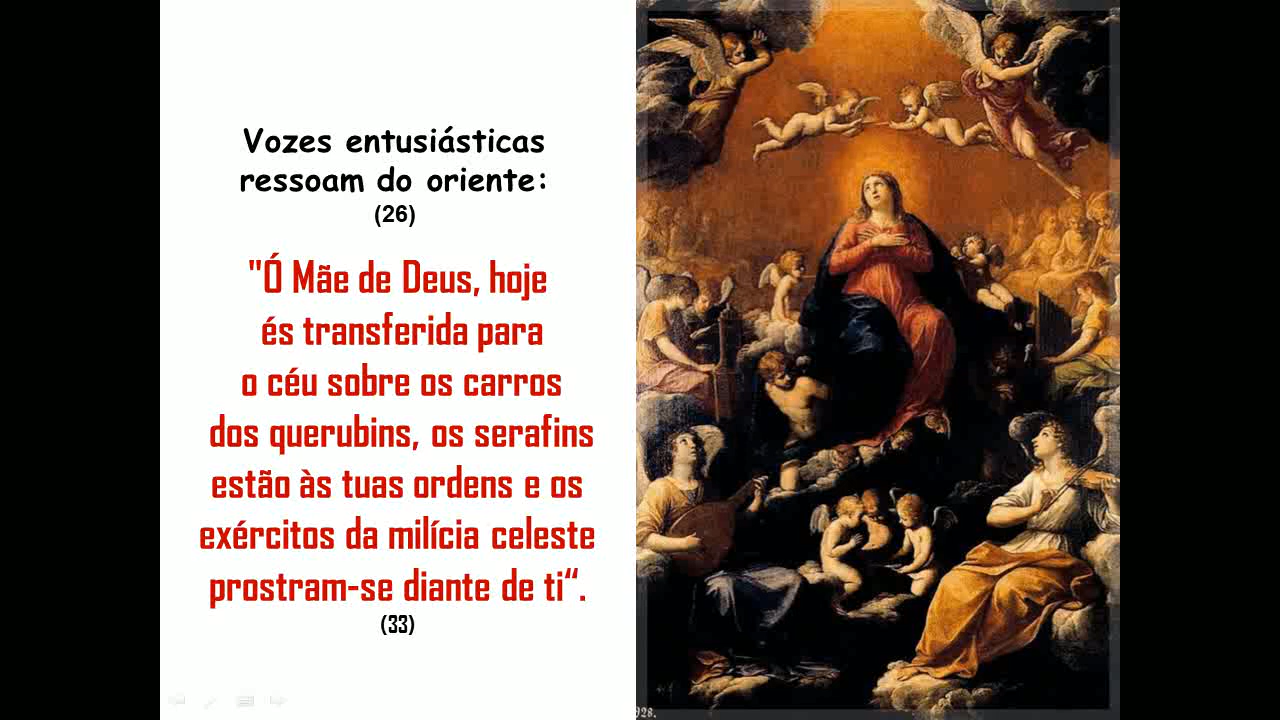 Vozes entusiásticas
ressoam do oriente:
(26)
"Ó Mãe de Deus, hoje
és transferida para
o céu sobre os carros
dos querubins, os serafins
estão às tuas ordens e os
exércitos da milícia celeste
prostram-se diante de ti“.
(33)
928.